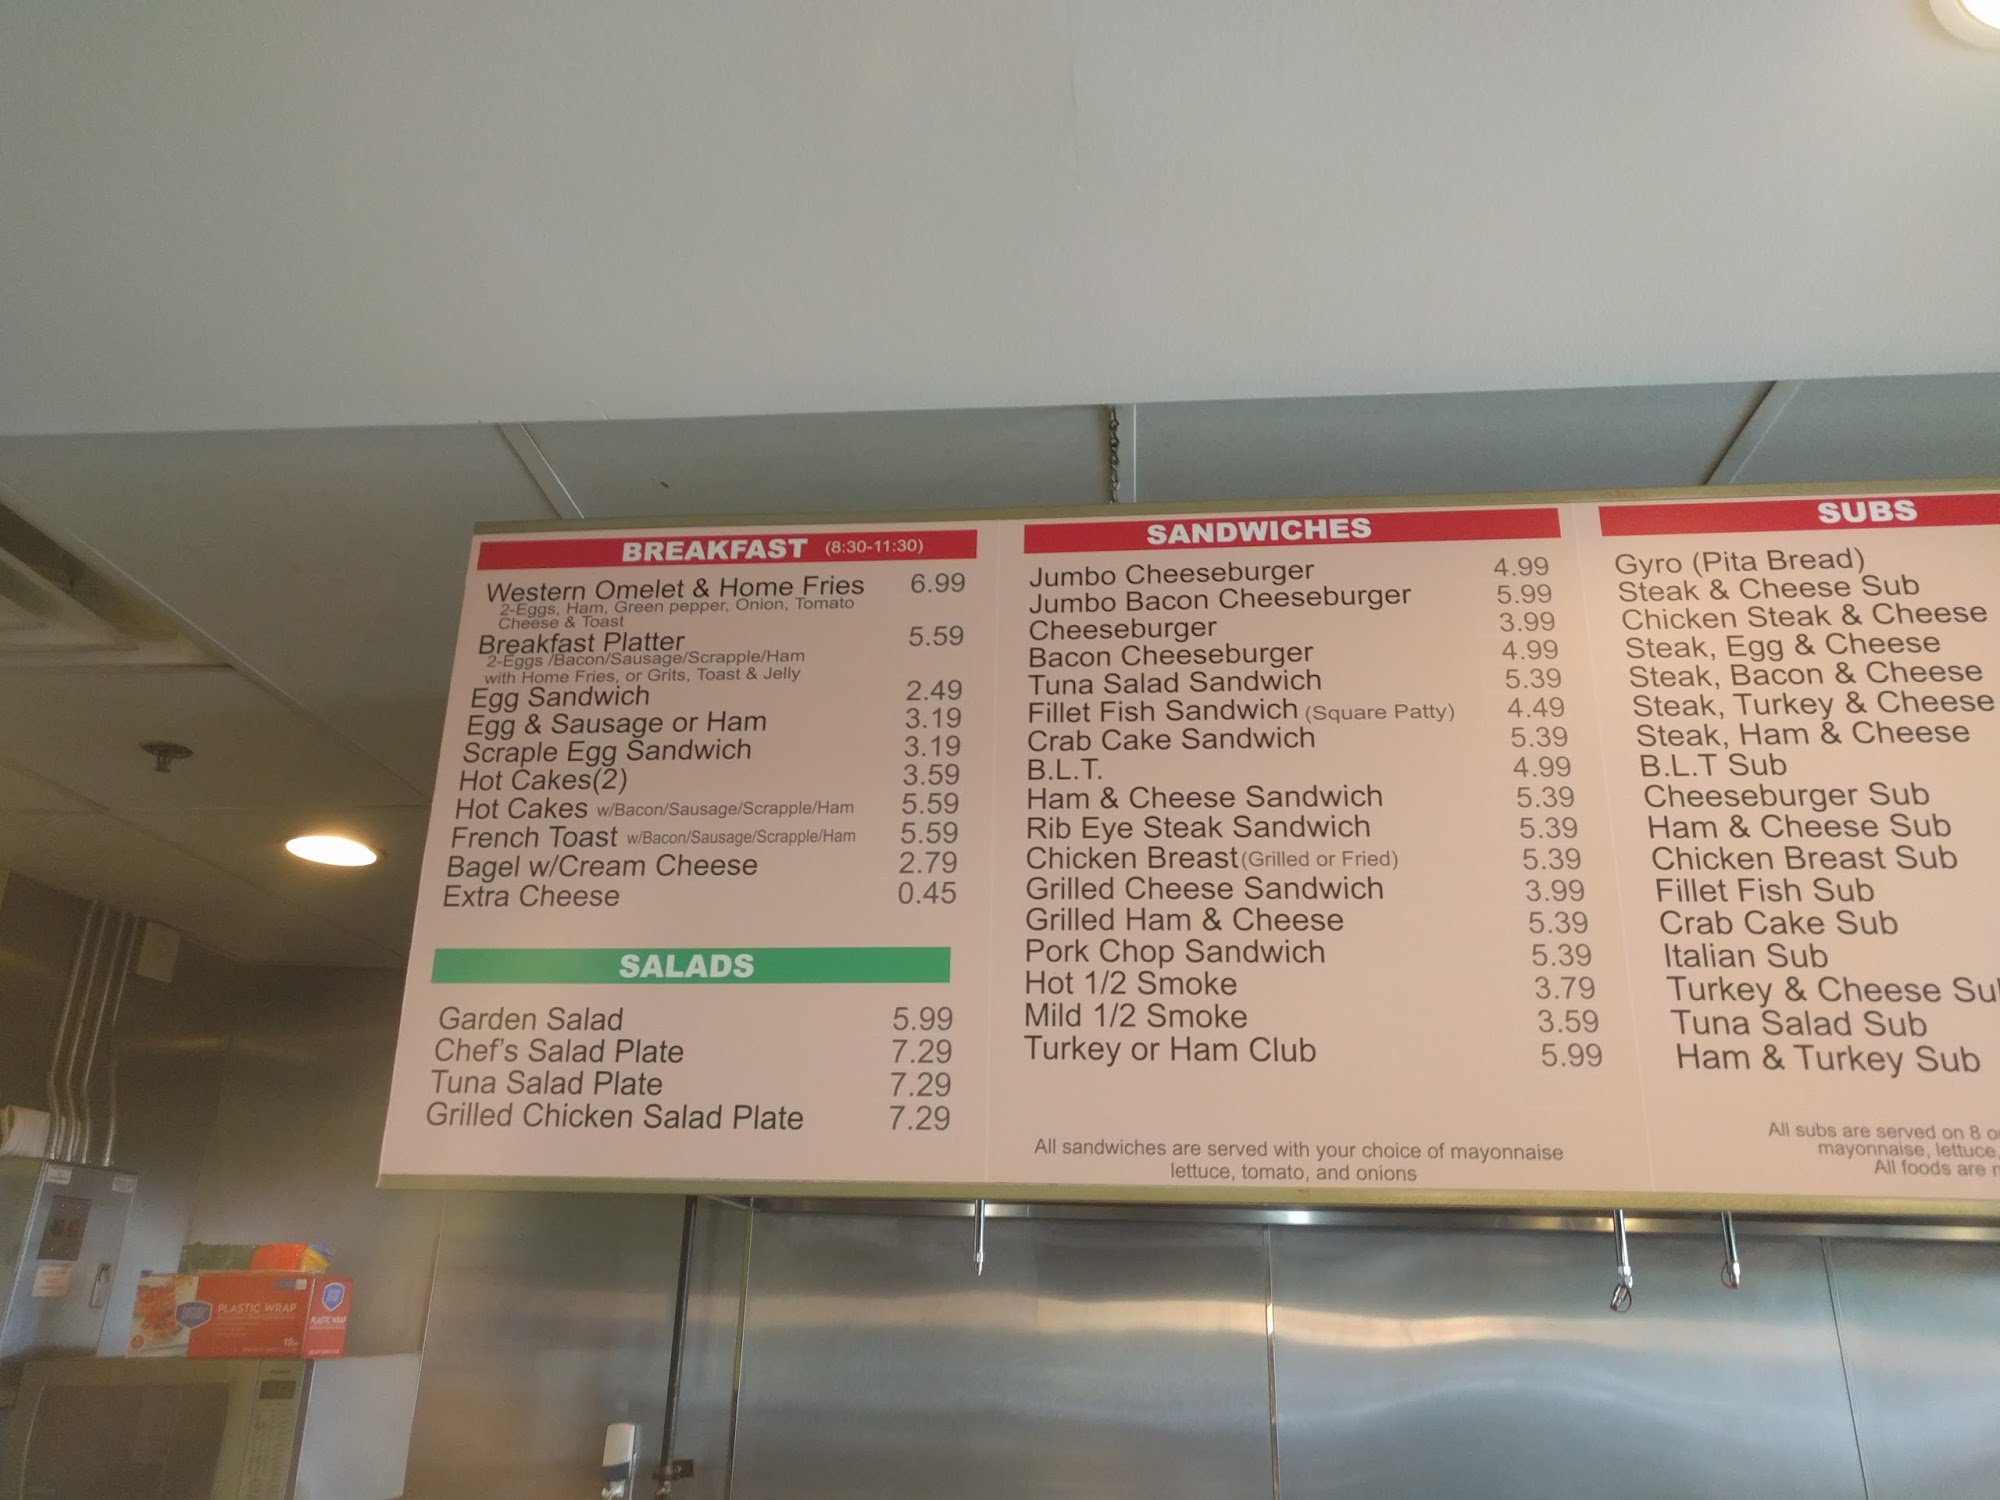 BREAKFAST (8:30-11:30)
Western Omelet & Home Fries 6.99
2-Eggs, Ham, Green pepper, Onion, Tomato
Cheese & Toast
Breakfast Platter 5.59
2-Eggs /Bacon/Sausage/Scrapple/Ham
with Home Fries, or Grits, Toast & Jelly
Egg Sandwich 2.49
Egg & Sausage or Ham 3.19
Scraple Egg Sandwich 3.19
Hot Cakes(2) 3.59
Hot Cakes w/Bacon/Sausage/Scrapple/Ham 5.59
French Toast w/Bacon/Sausage/Scrapple/Ham 5.59
Bagel w/Cream Cheese 2.79
Extra Cheese 0.45
SALADS
Garden Salad 5.99
Chef's Salad Plate 7.29
Tuna Salad Plate 7.29
Grilled Chicken Salad Plate 7.29
SANDWICHES
Jumbo Cheeseburger 4.99
Jumbo Bacon Cheeseburger 5.99
Cheeseburger 3.99
Bacon Cheeseburger 4.99
Tuna Salad Sandwich 5.39
Fillet Fish Sandwich (Square Patty) 4.49
Crab Cake Sandwich 5.39
B.L.T. 4.99
Ham & Cheese Sandwich 5.39
Rib Eye Steak Sandwich 5.39
Chicken Breast (Grilled or Fried) 5.39
Grilled Cheese Sandwich 3.99
Grilled Ham & Cheese 5.39
Pork Chop Sandwich 5.39
Hot 1/2 Smoke 3.79
Mild 1/2 Smoke 3.59
Turkey or Ham Club 5.99
All sandwiches are served with your choice of mayonnaise
lettuce, tomato, and onions
SUBS
Gyro (Pita Bread)
Steak & Cheese Sub
Chicken Steak & Cheese
Steak, Egg & Cheese
Steak, Bacon & Cheese
Steak, Turkey & Cheese
Steak, Ham & Cheese
B.L.T Sub
Cheeseburger Sub
Ham & Cheese Sub
Chicken Breast Sub
Fillet Fish Sub
Crab Cake Sub
Italian Sub
Turkey & Cheese Su
Tuna Salad Sub
Ham & Turkey Sub
All subs are served on 8 o
mayonnaise, lettuce,
All foods are
PLASTIC WRAP
PLASTIC WRAP